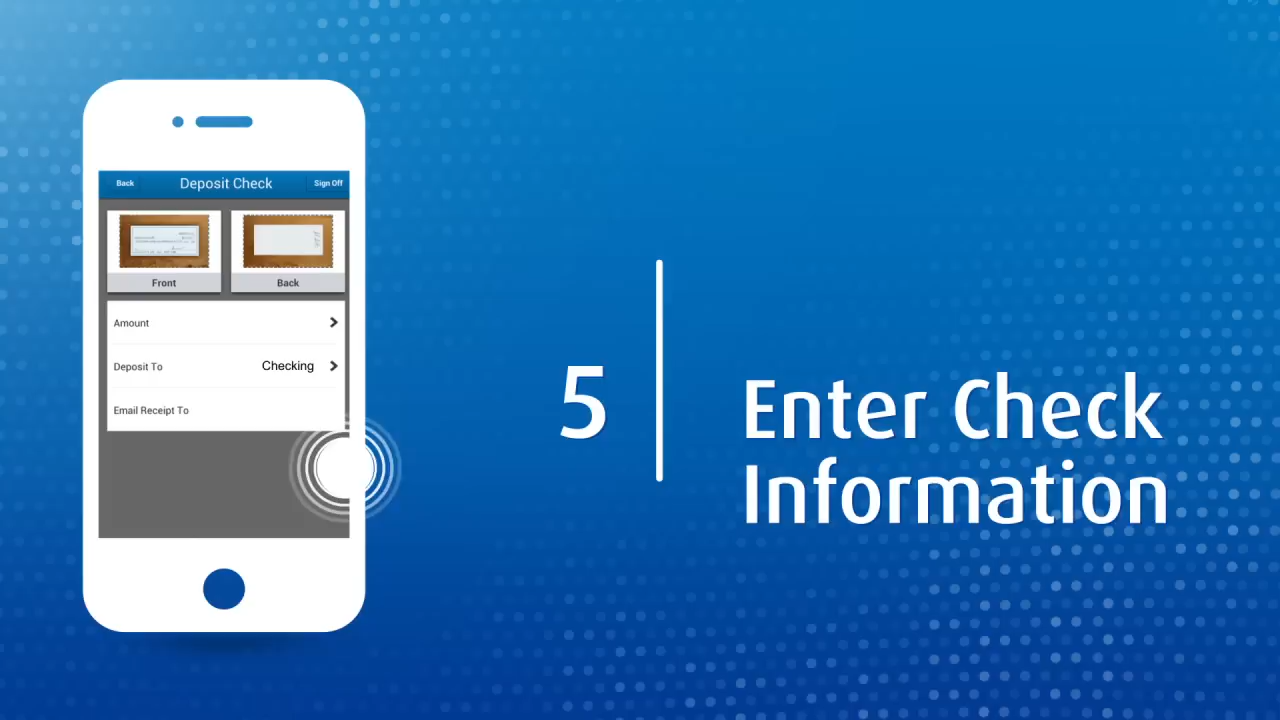 Back Deposit Check Sign Off
Front Back
Amount
Deposit To Checking
Email Receipt To
5
Enter Check
Information